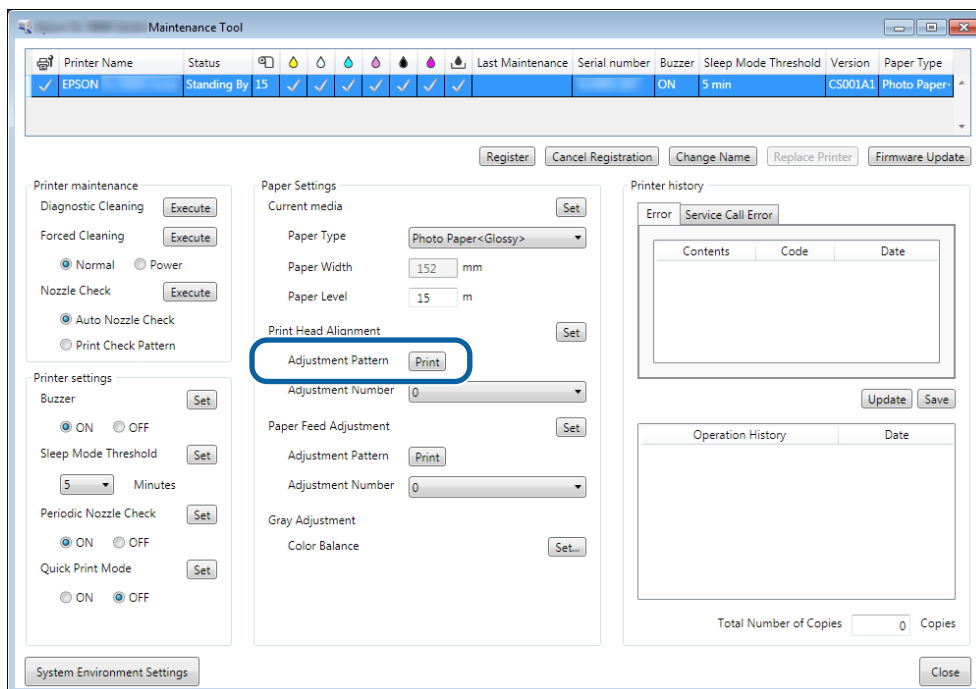 Maintenance Tool
Printer Name Status Last Maintenance Serial number Buzzer Sleep Mode Threshold Version Paper Type
EPSON Standing By 15 ON 5 min CS001A1 Photo Paper
Register Cancel Registration Change Name Replace Printer Firmware Update
Printer maintenance
Diagnostic Cleaning Execute
Forced Cleaning Execute
Normal Power
Nozzle Check Execute
Auto Nozzle Check
Print Check Pattern
Printer settings
Buzzer Set
ON OFF
Sleep Mode Threshold Set
5 Minutes
Periodic Nozzle Check Set
ON OFF
Quick Print Mode Set
ON OFF
Paper Settings
Current media Set
Paper Type Photo Paper<Glossy>
Paper Width 152 mm
Paper Level 15 m
Print Head Alignment Set
Adjustment Pattern Print
Adjustment Number 0
Paper Feed Adjustment Set
Adjustment Pattern Print
Adjustment Number 0
Gray Adjustment
Color Balance Set...
Printer history
Error Service Call Error
Contents Code Date
Update Save
Operation History Date
Total Number of Copies 0 Copies
System Environment Settings Close